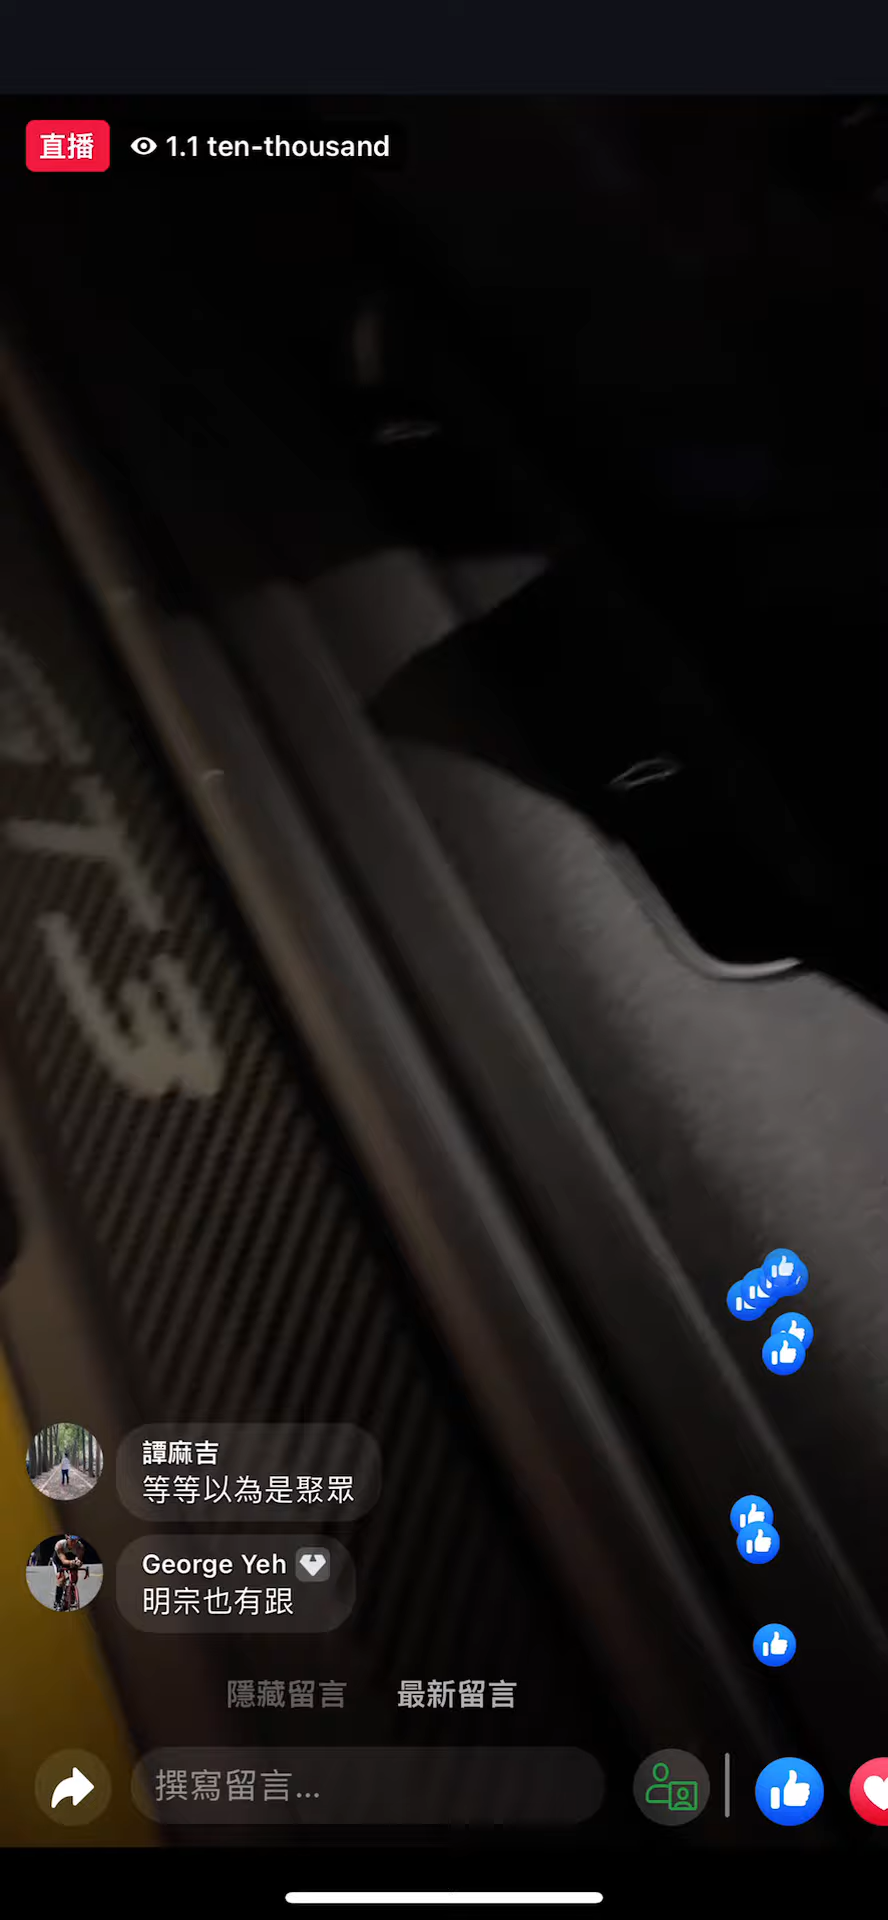 直播
1.1 ten-thousand
譚麻吉
等等以為是聚眾
George Yeh
明宗也有跟
隱藏留言 最新留言
撰寫留言...